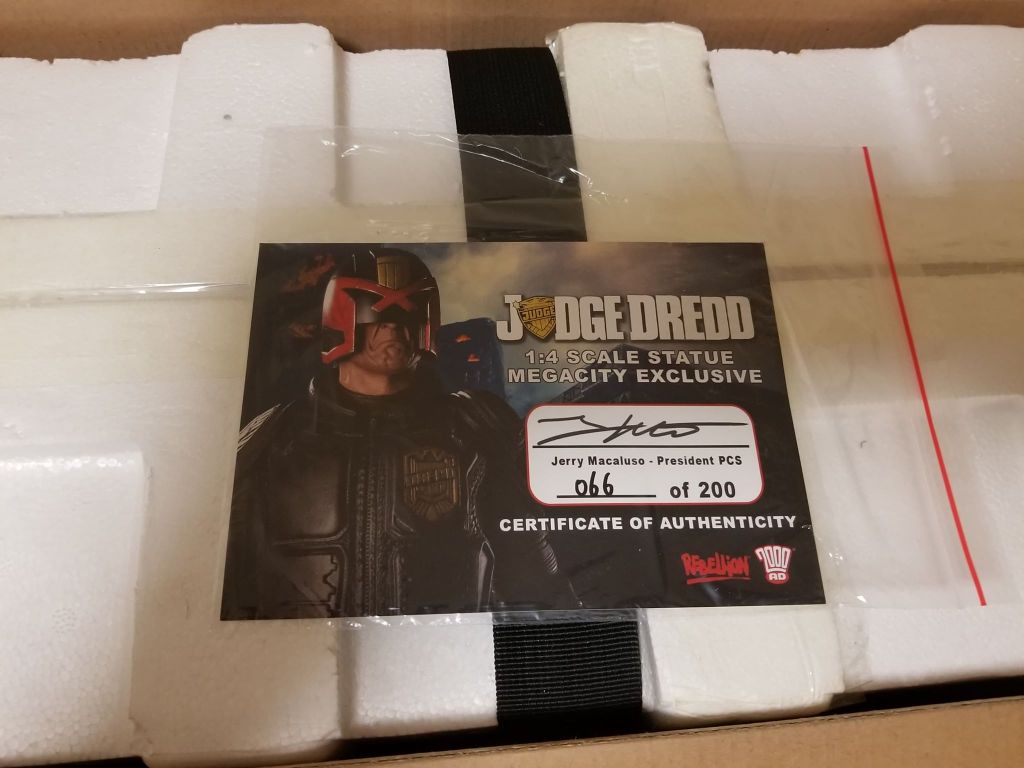 JUDGE DREDD
JUDGE
1:4 SCALE STATUE
MEGACITY EXCLUSIVE
Jerry Macaluso - President PCS
066 of 200
CERTIFICATE OF AUTHENTICITY
REBELLION
2000
AD